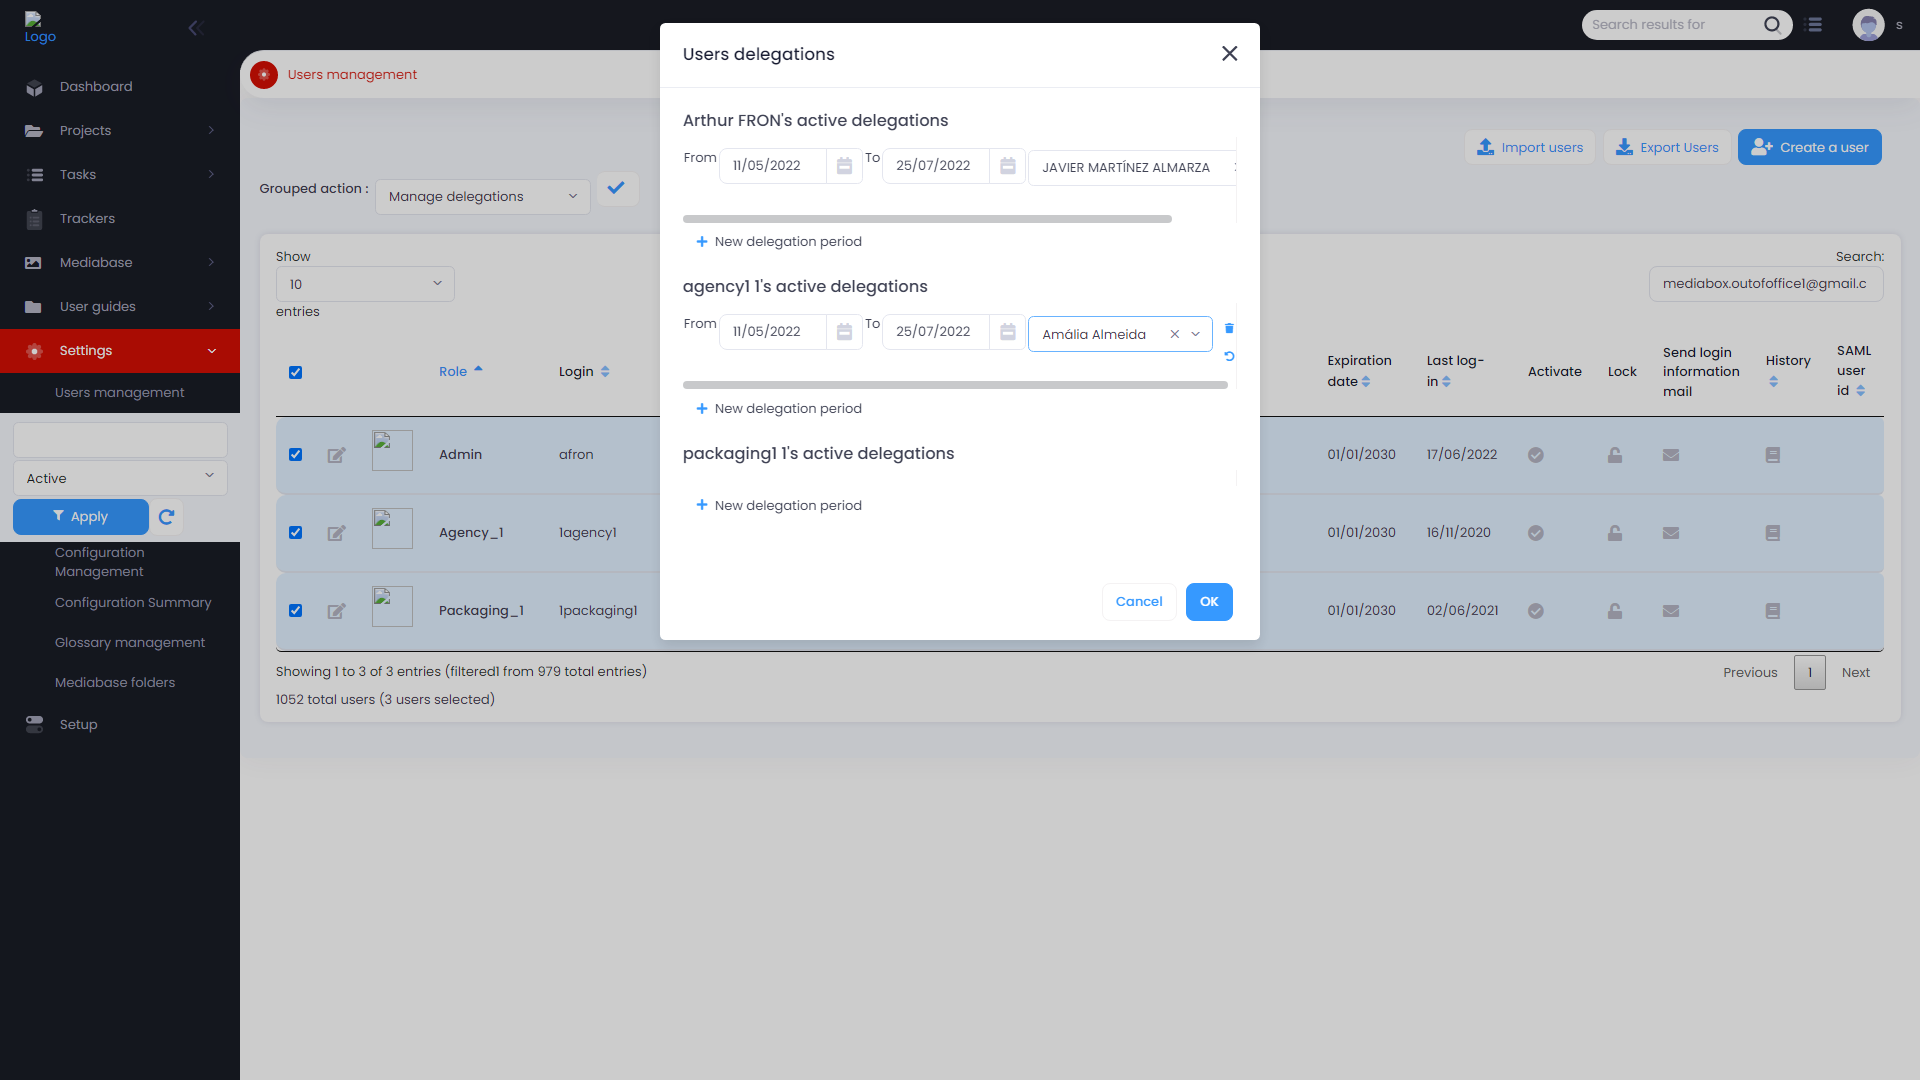 Logo
Search results for
s
Dashboard
Projects
Tasks
Trackers
Mediabase
User guides
Settings
Users management
Active
Apply
Configuration
Management
Configuration Summary
Glossary management
Mediabase folders
Setup
Users management
Import users
Export Users
Create a user
Grouped action :
Manage delegations
Show
10
entries
Search:
mediabox.outofoffice1@gmail.c
Role
Login
Expiration
date
Last log-
in
Activate
Lock
Send login
information
mail
History
SAML
user
id
Admin afron 01/01/2030 17/06/2022
Agency_1 1agency1 01/01/2030 16/11/2020
Packaging_1 1packaging1 01/01/2030 02/06/2021
Showing 1 to 3 of 3 entries (filtered1 from 979 total entries)
1052 total users (3 users selected)
Previous 1 Next
Users delegations
Arthur FRON's active delegations
From 11/05/2022 To 25/07/2022 JAVIER MARTÍNEZ ALMARZA
New delegation period
agency1 1's active delegations
From 11/05/2022 To 25/07/2022 Amália Almeida
New delegation period
packaging1 1's active delegations
New delegation period
Cancel OK